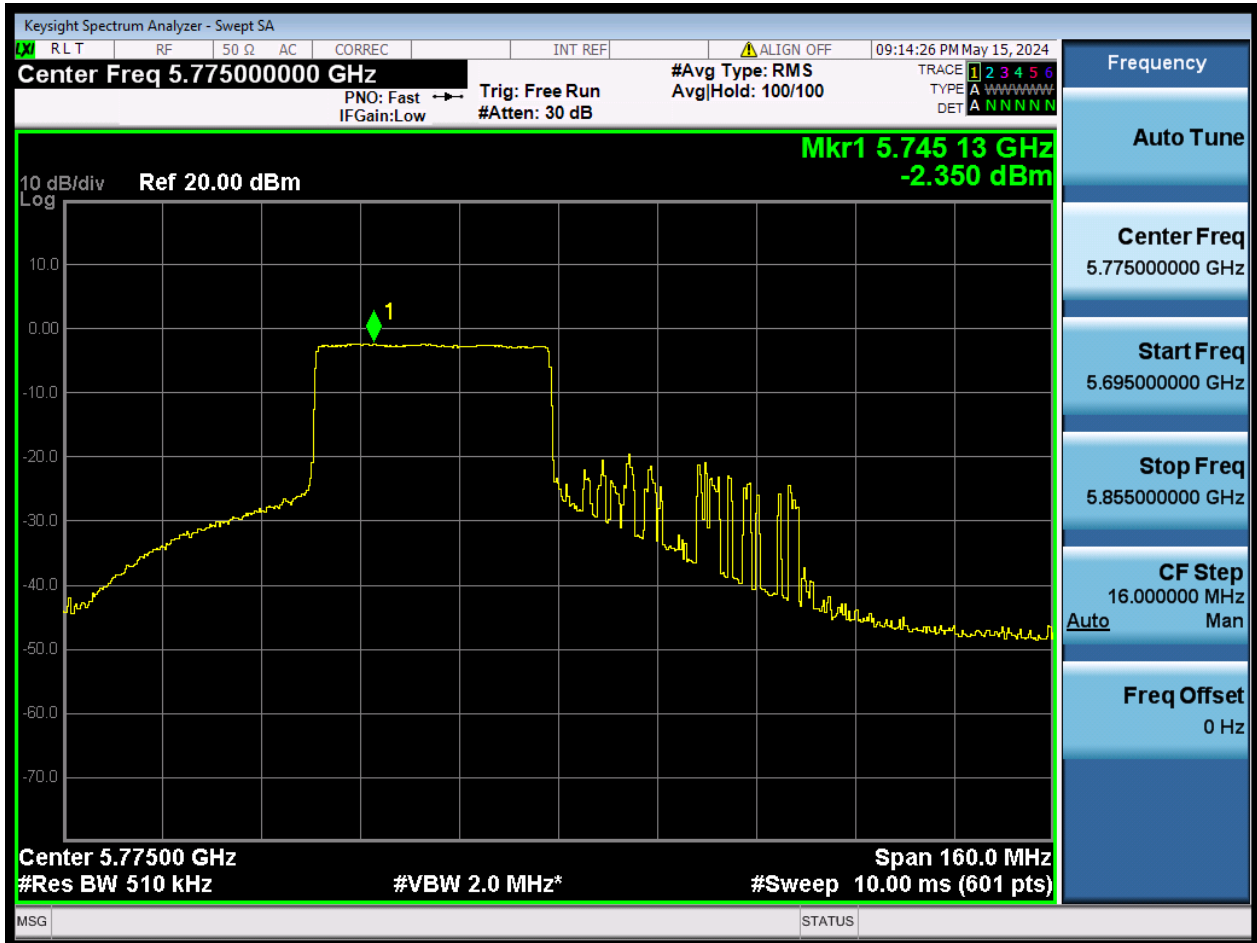 Keysight Spectrum Analyzer - Swept SA
LXI RLT RF 50 Ω AC CORREC INT REF ALIGN OFF 09:14:26 PM May 15, 2024
Center Freq 5.775000000 GHz
PNO: Fast
IFGain:Low
Trig: Free Run
#Atten: 30 dB
#Avg Type: RMS
Avg|Hold: 100/100
TRACE 1 2 3 4 5 6
TYPE A WWWWW
DET A N N N N N
Mkr1 5.745 13 GHz
-2.350 dBm
10 dB/div Ref 20.00 dBm
Log
10.0
1
0.00
-10.0
-20.0
-30.0
-40.0
-50.0
-60.0
-70.0
Center 5.77500 GHz Span 160.0 MHz
#Res BW 510 kHz #VBW 2.0 MHz* #Sweep 10.00 ms (601 pts)
MSG STATUS
Frequency
Auto Tune
Center Freq
5.775000000 GHz
Start Freq
5.695000000 GHz
Stop Freq
5.855000000 GHz
CF Step
16.000000 MHz
Auto Man
Freq Offset
0 Hz